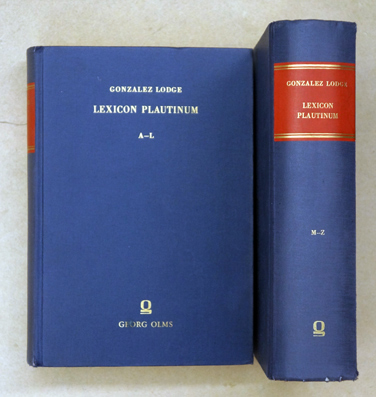 GONZALEZ LODGE
LEXICON PLAUTINUM
A–L
GEORG OLMS
GONZALEZ LODGE
LEXICON
PLAUTINUM
M–Z